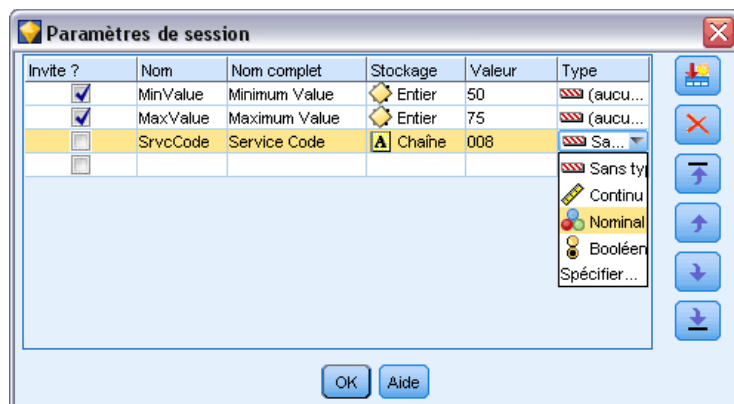 Paramètres de session
Invite ? Nom Nom complet Stockage Valeur Type
MinValue Minimum Value Entier 50 (aucu...
MaxValue Maximum Value Entier 75 (aucu...
SrvcCode Service Code A Chaîne 008 Sa...
Sans ty
Continu
Nominal
Booléen
Spécifier...
OK Aide